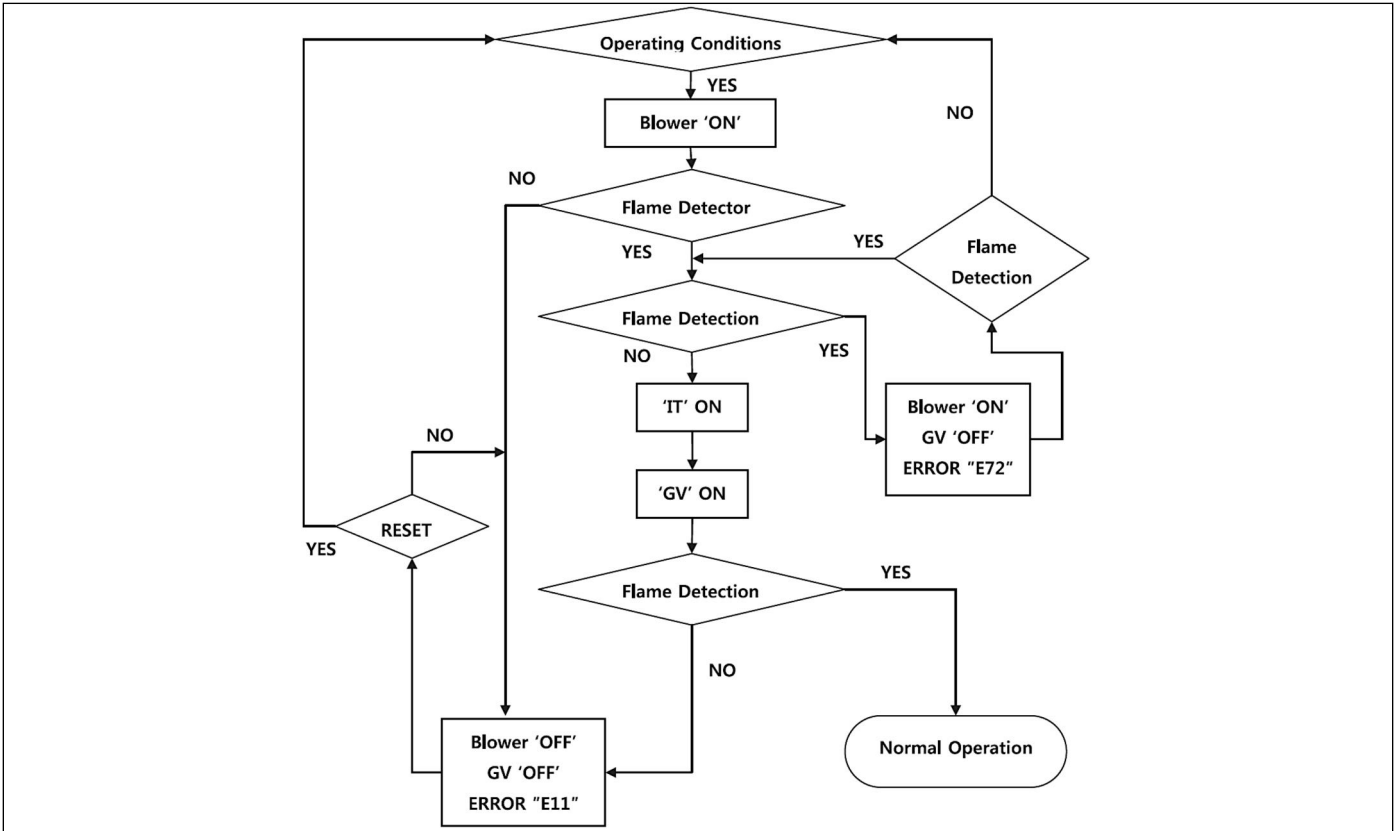 Operating Conditions
YES
Blower ‘ON’
NO
NO
Flame Detector
YES
YES
Flame
Detection
Flame Detection
NO
YES
‘IT’ ON
Blower ‘ON’
GV ‘OFF’
ERROR "E72"
NO
‘GV’ ON
RESET
YES
Flame Detection
YES
NO
Blower ‘OFF’
GV ‘OFF’
ERROR "E11"
Normal Operation